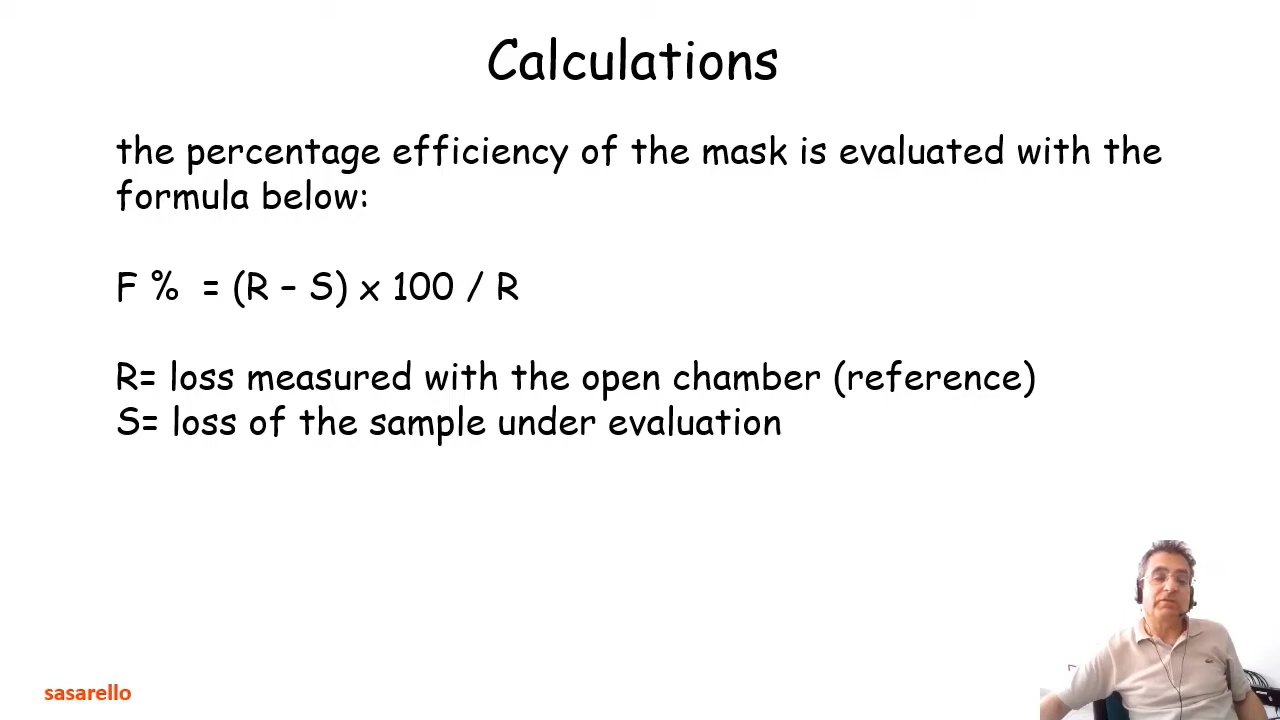 Calculations
the percentage efficiency of the mask is evaluated with the
formula below:
F % = (R – S) x 100 / R
R= loss measured with the open chamber (reference)
S= loss of the sample under evaluation
sasarello